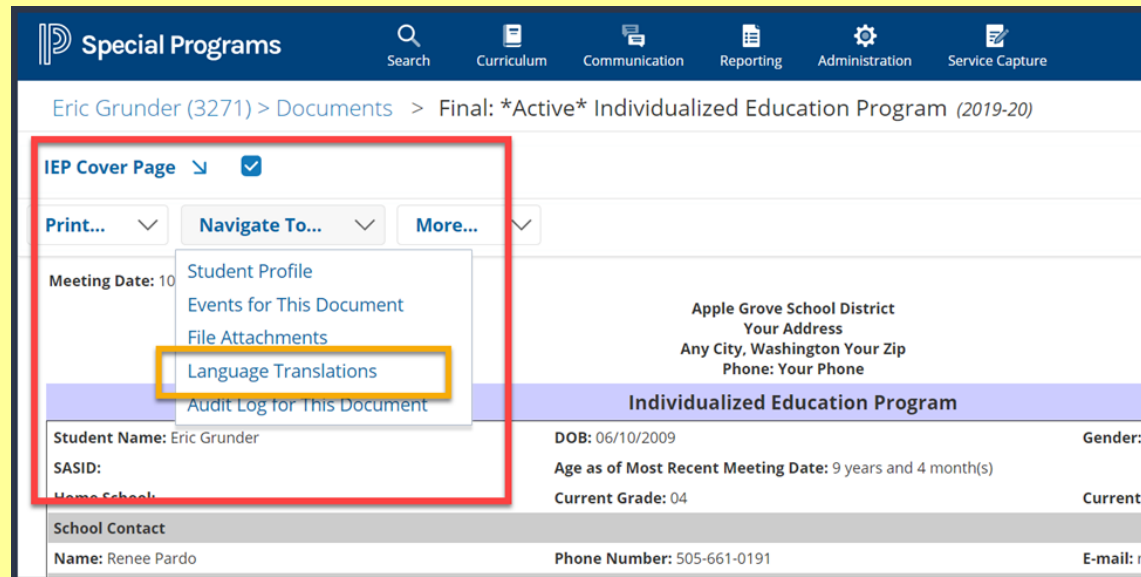 Special Programs
Search Curriculum Communication Reporting Administration Service Capture
Eric Grunder (3271) > Documents > Final: *Active* Individualized Education Program (2019-20)
IEP Cover Page
Print... Navigate To... More...
Student Profile
Meeting Date: 10
Events for This Document
Apple Grove School District
Your Address
File Attachments
Any City, Washington Your Zip
Phone: Your Phone
Language Translations
Audit Log for This Document
Individualized Education Program
Student Name: Eric Grunder DOB: 06/10/2009 Gender:
SASID: Age as of Most Recent Meeting Date: 9 years and 4 month(s)
Home School: Current Grade: 04 Current
School Contact
Name: Renee Pardo Phone Number: 505-661-0191 E-mail: